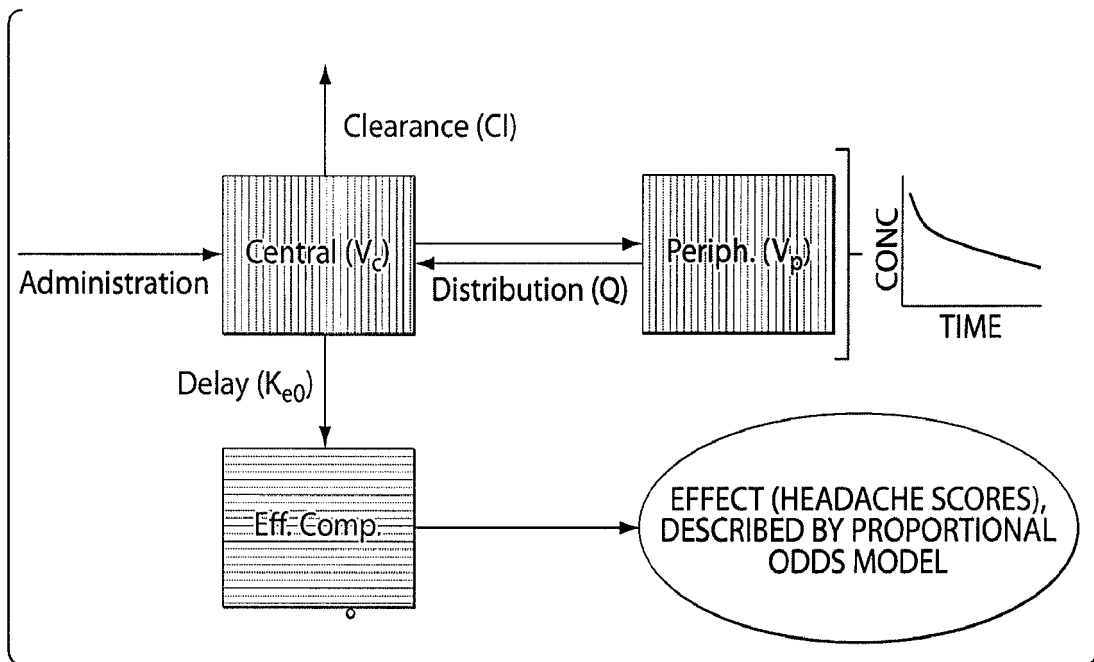 Clearance (Cl)
Central (Vc)
Periph. (Vp)
CONC
TIME
Administration
Distribution (Q)
Delay (Ke0)
Eff. Comp.
EFFECT (HEADACHE SCORES),
DESCRIBED BY PROPORTIONAL
ODDS MODEL